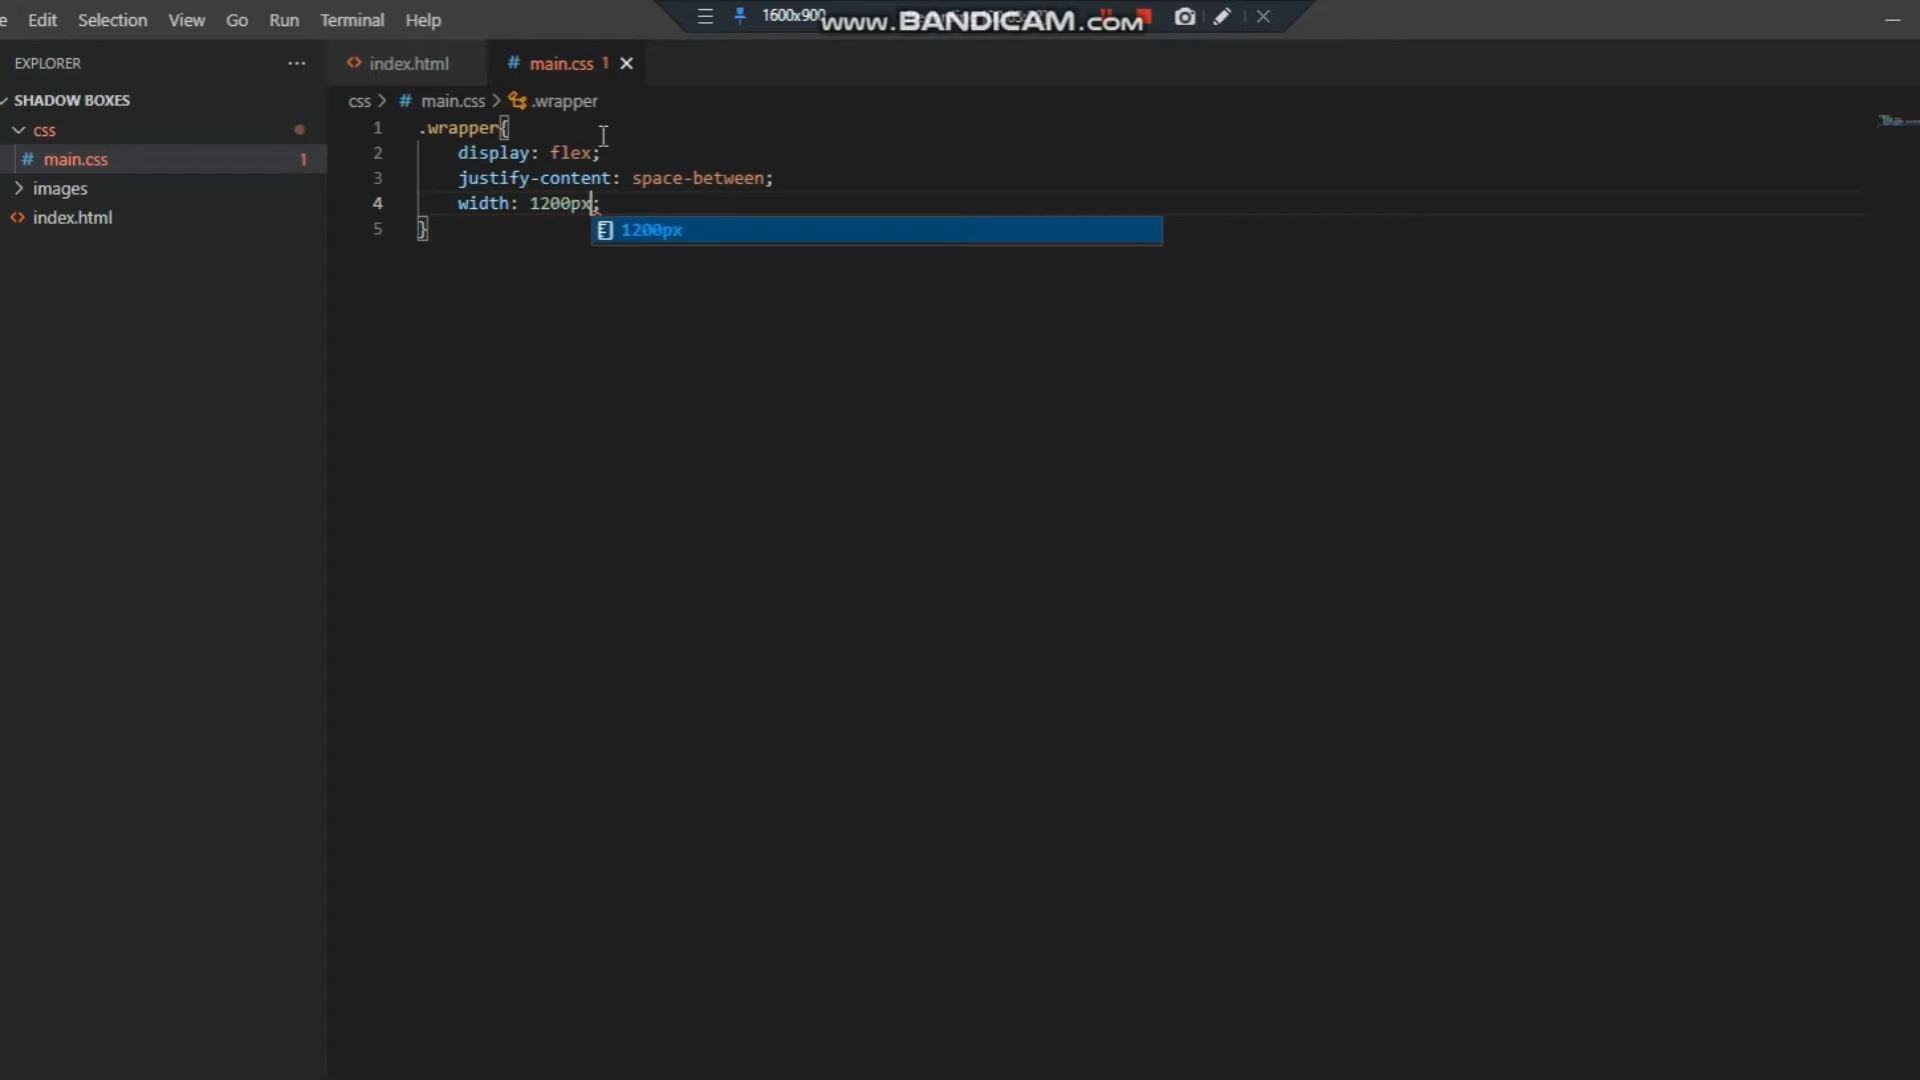 Edit Selection View Go Run Terminal Help
1600x900
www.BANDICAM.com
EXPLORER
index.html
# main.css 1
SHADOW BOXES
css > # main.css > .wrapper
css
# main.css 1
images
index.html
1 .wrapper{
2 display: flex;
3 justify-content: space-between;
4 width: 1200px;
5 }
1200px